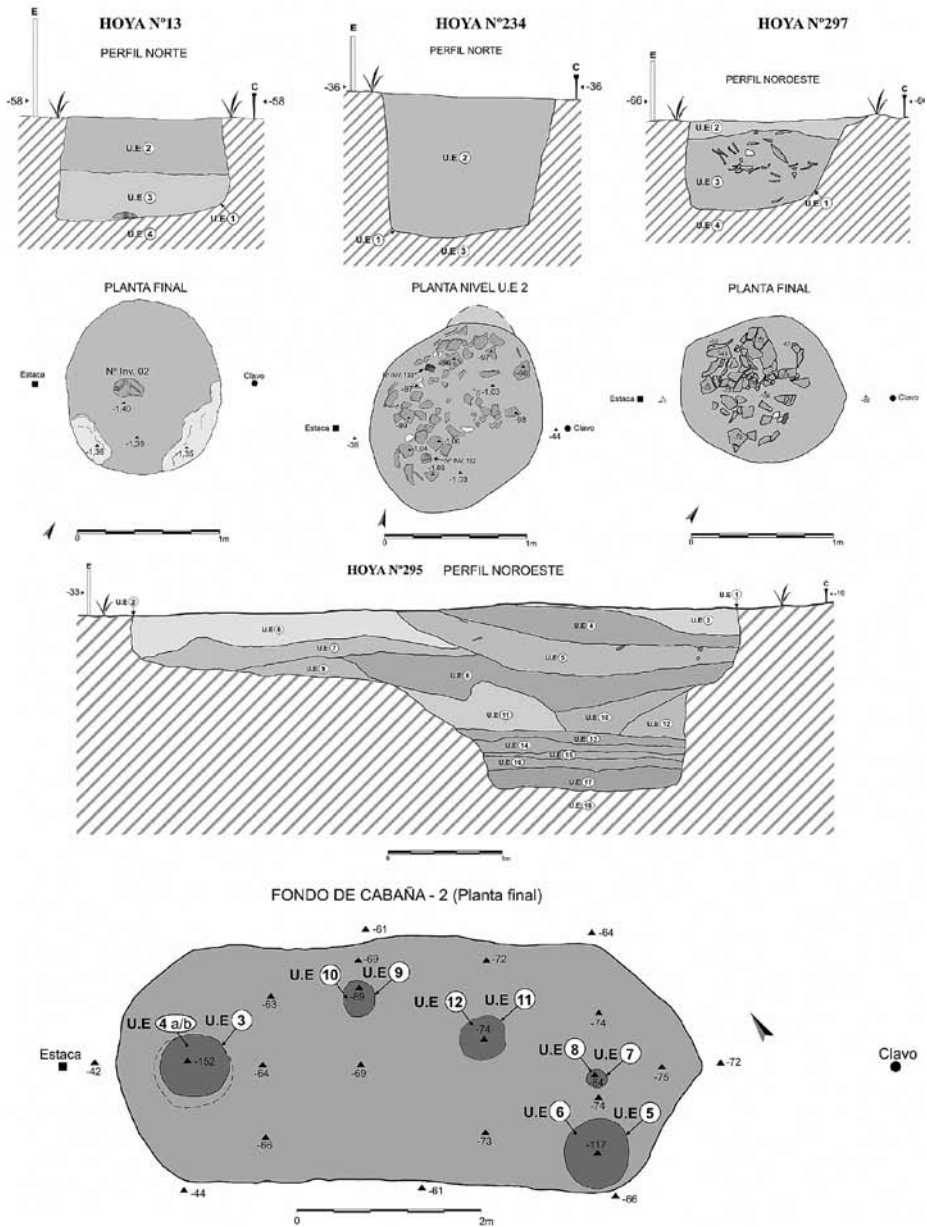 HOYA Nº13
PERFIL NORTE
E
C
-58
-58
U.E 2
U.E 3
U.E 1
U.E 4
HOYA Nº234
PERFIL NORTE
E
C
-36
-36
U.E 2
U.E 1
U.E 3
HOYA Nº297
PERFIL NOROESTE
E
C
-66
U.E 2
U.E 3
U.E 1
U.E 4
PLANTA FINAL
Estaca
Clavo
Nº Inv. 02
-1,40
-1,39
-1,38
-1,35
0
1m
PLANTA NIVEL U.E 2
Estaca
Clavo
-36
-44
-97
-97
-98
-98
-1,03
-1,03
0
1m
PLANTA FINAL
Estaca
Clavo
0
1m
HOYA Nº295 PERFIL NOROESTE
E
C
-33
U.E 2
U.E 1
U.E 6
U.E 4
U.E 3
U.E 7
U.E 5
U.E 9
U.E 8
U.E 11
U.E 10
U.E 12
U.E 13
U.E 14
U.E 15
U.E 16
U.E 17
U.E 18
FONDO DE CABAÑA - 2 (Planta final)
-61
-64
-69
-72
U.E 10
U.E 9
-89
-63
U.E 12
U.E 11
-74
-74
U.E 4 a/b
U.E 3
-152
U.E 8
U.E 7
-84
Estaca
-42
-64
-69
-75
-72
Clavo
-74
U.E 6
U.E 5
-117
-66
-73
-44
-61
-66
0
2m